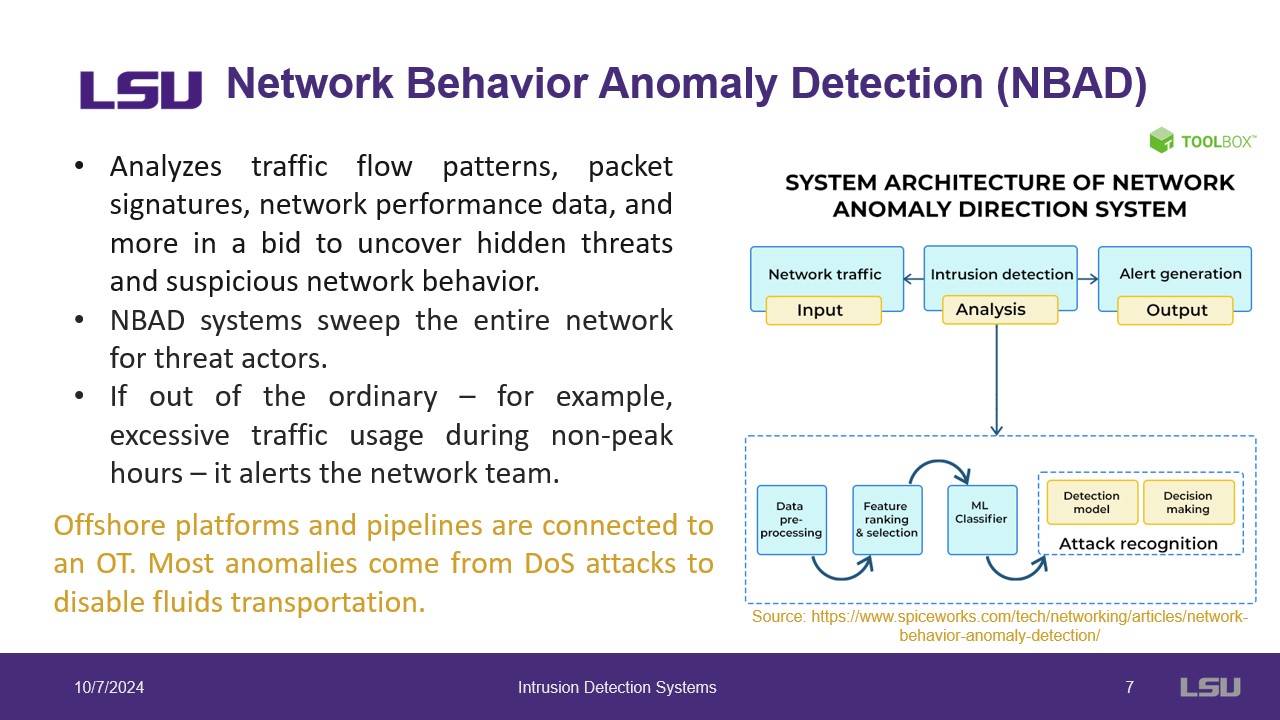 LSU Network Behavior Anomaly Detection (NBAD)
• Analyzes traffic flow patterns, packet
signatures, network performance data, and
more in a bid to uncover hidden threats
and suspicious network behavior.
• NBAD systems sweep the entire network
for threat actors.
• If out of the ordinary – for example,
excessive traffic usage during non-peak
hours – it alerts the network team.
Offshore platforms and pipelines are connected to
an OT. Most anomalies come from DoS attacks to
disable fluids transportation.
TOOLBOX™
SYSTEM ARCHITECTURE OF NETWORK
ANOMALY DIRECTION SYSTEM
Network traffic
Input
Intrusion detection
Analysis
Alert generation
Output
Data
pre-
processing
Feature
ranking
& selection
ML
Classifier
Detection
model
Decision
making
Attack recognition
Source: https://www.spiceworks.com/tech/networking/articles/network-
behavior-anomaly-detection/
10/7/2024
Intrusion Detection Systems
7
LSU